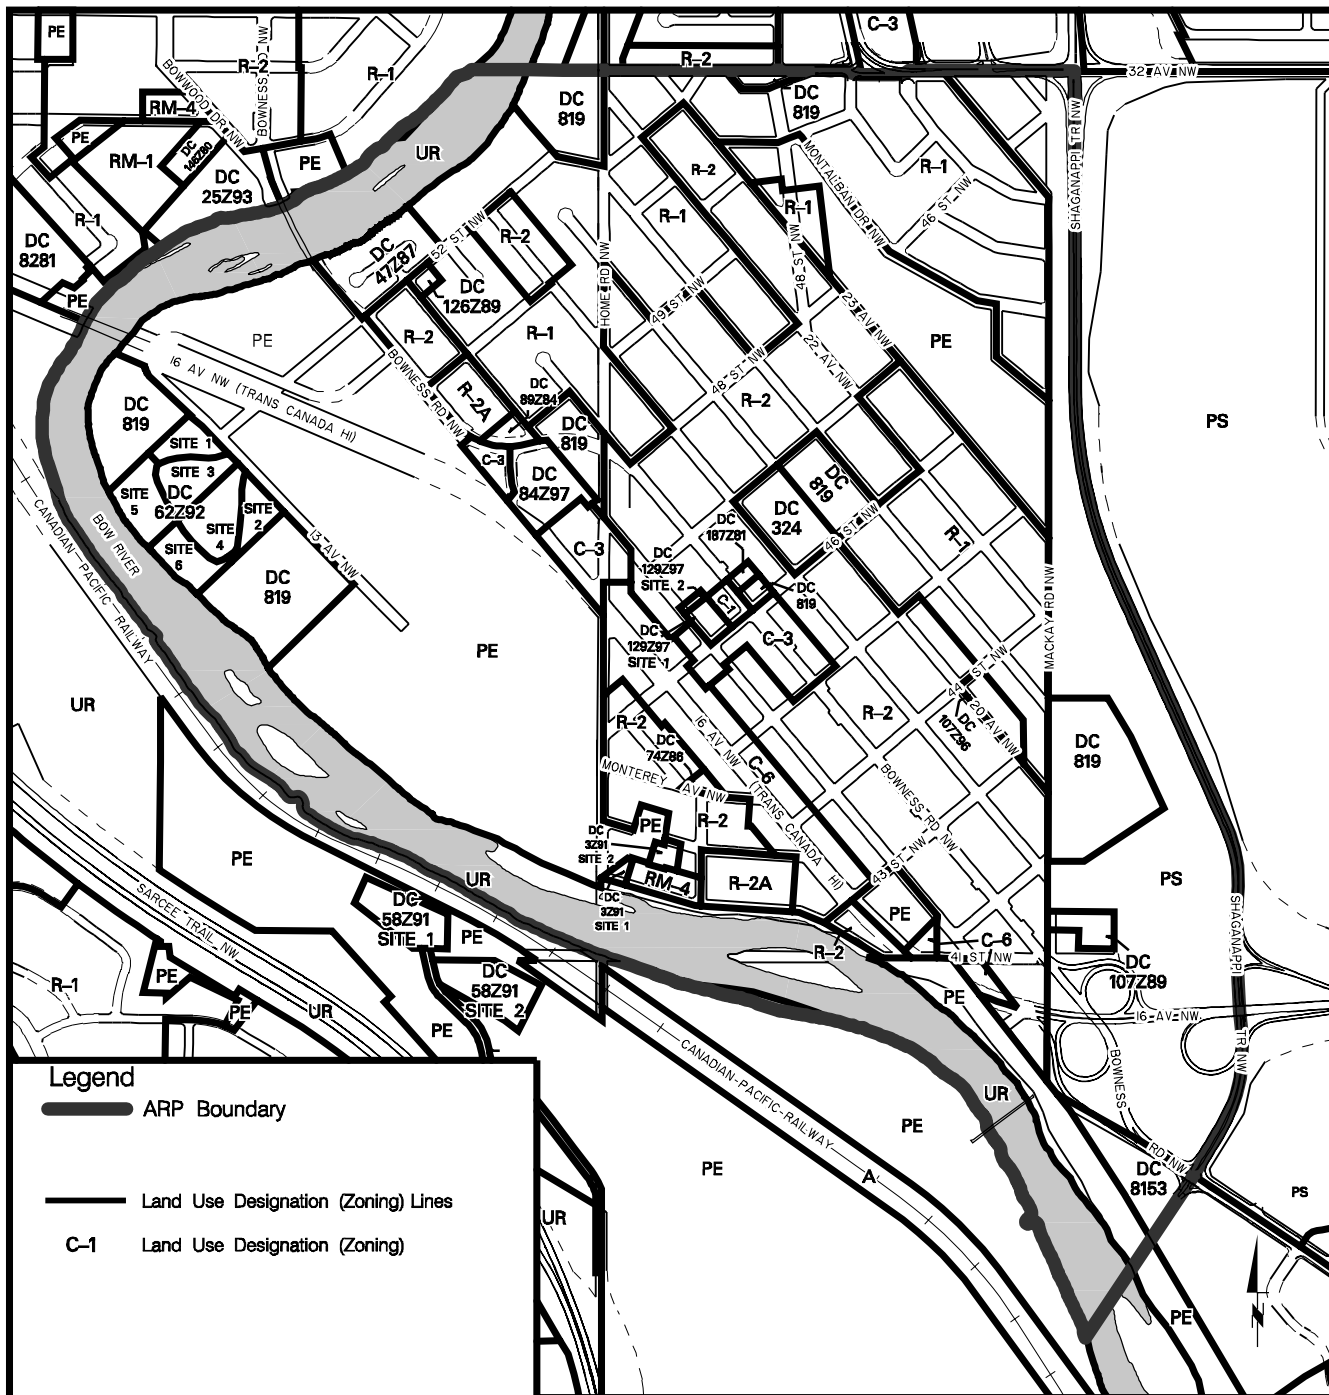 PE
C-3
R-2
R-1
R-2
32 AV NW
BOWWOOD DR NW
BOWNESS RD NW
RM-4
DC
819
DC
819
PE
RM-1
DC
146Z80
DC
25Z93
PE
UR
R-2
R-1
R-1
MONTALBAN DR NW
46 ST NW
SHAGANAPPI TR NW
R-1
R-1
DC
8281
PE
DC
47Z87
52 ST NW
R-2
DC
126Z89
HOME RD NW
49 ST NW
48 ST NW
23 AV NW
22 AV NW
PE
PE
R-2
R-1
BOWNESS RD NW
16 AV NW (TRANS CANADA HI)
R-2A
DC
89Z84
48 ST NW
R-2
PS
DC
819
DC
819
SITE 1
SITE 3
SITE
5
DC
62Z92
SITE
4
SITE
2
SITE
6
C-3
DC
84Z97
DC
819
DC
324
46 ST NW
R-1
BOW RIVER
CANADIAN-PACIFIC-RAILWAY
13 AV NW
DC
819
C-3
DC
187Z81
DC
129Z97
SITE 2
C-1
DC
819
DC
129Z97
SITE 1
C-3
MACKAY RD NW
PE
PS
UR
44 ST NW
20 AV NW
DC
107Z96
R-2
R-2
DC
74Z86
16 AV NW (TRANS CANADA HI)
C-6
BOWNESS RD NW
DC
819
MONTEREY AV NW
R-2
PE
DC
3Z91
SITE 2
RM-4
R-2A
43 ST NW
PE
PS
PE
UR
SARCEE TRAIL NW
DC
58Z91
SITE 1
PE
DC
3Z91
SITE 1
R-2
C-6
41 ST NW
SHAGANAPPI TR NW
DC
107Z89
R-1
PE
PE
UR
PE
DC
58Z91
SITE 2
PE
16 AV NW
CANADIAN-PACIFIC-RAILWAY
UR
BOWNESS RD NW
PE
PE
A
DC
8153
PS
UR
PE
N
Legend
ARP Boundary
Land Use Designation (Zoning) Lines
C-1 Land Use Designation (Zoning)